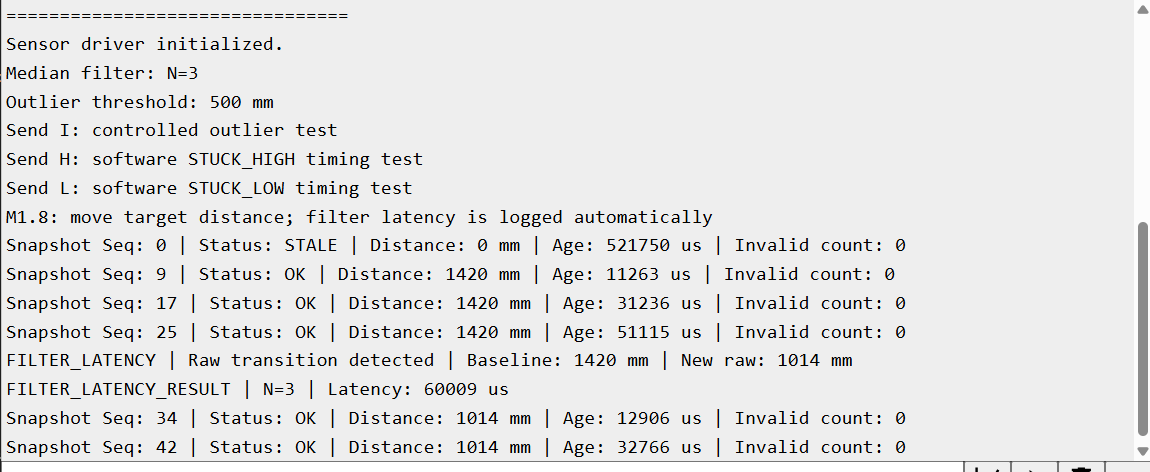 ================================
Sensor driver initialized.
Median filter: N=3
Outlier threshold: 500 mm
Send I: controlled outlier test
Send H: software STUCK_HIGH timing test
Send L: software STUCK_LOW timing test
M1.8: move target distance; filter latency is logged automatically
Snapshot Seq: 0 | Status: STALE | Distance: 0 mm | Age: 521750 us | Invalid count: 0
Snapshot Seq: 9 | Status: OK | Distance: 1420 mm | Age: 11263 us | Invalid count: 0
Snapshot Seq: 17 | Status: OK | Distance: 1420 mm | Age: 31236 us | Invalid count: 0
Snapshot Seq: 25 | Status: OK | Distance: 1420 mm | Age: 51115 us | Invalid count: 0
FILTER_LATENCY | Raw transition detected | Baseline: 1420 mm | New raw: 1014 mm
FILTER_LATENCY_RESULT | N=3 | Latency: 60009 us
Snapshot Seq: 34 | Status: OK | Distance: 1014 mm | Age: 12906 us | Invalid count: 0
Snapshot Seq: 42 | Status: OK | Distance: 1014 mm | Age: 32766 us | Invalid count: 0